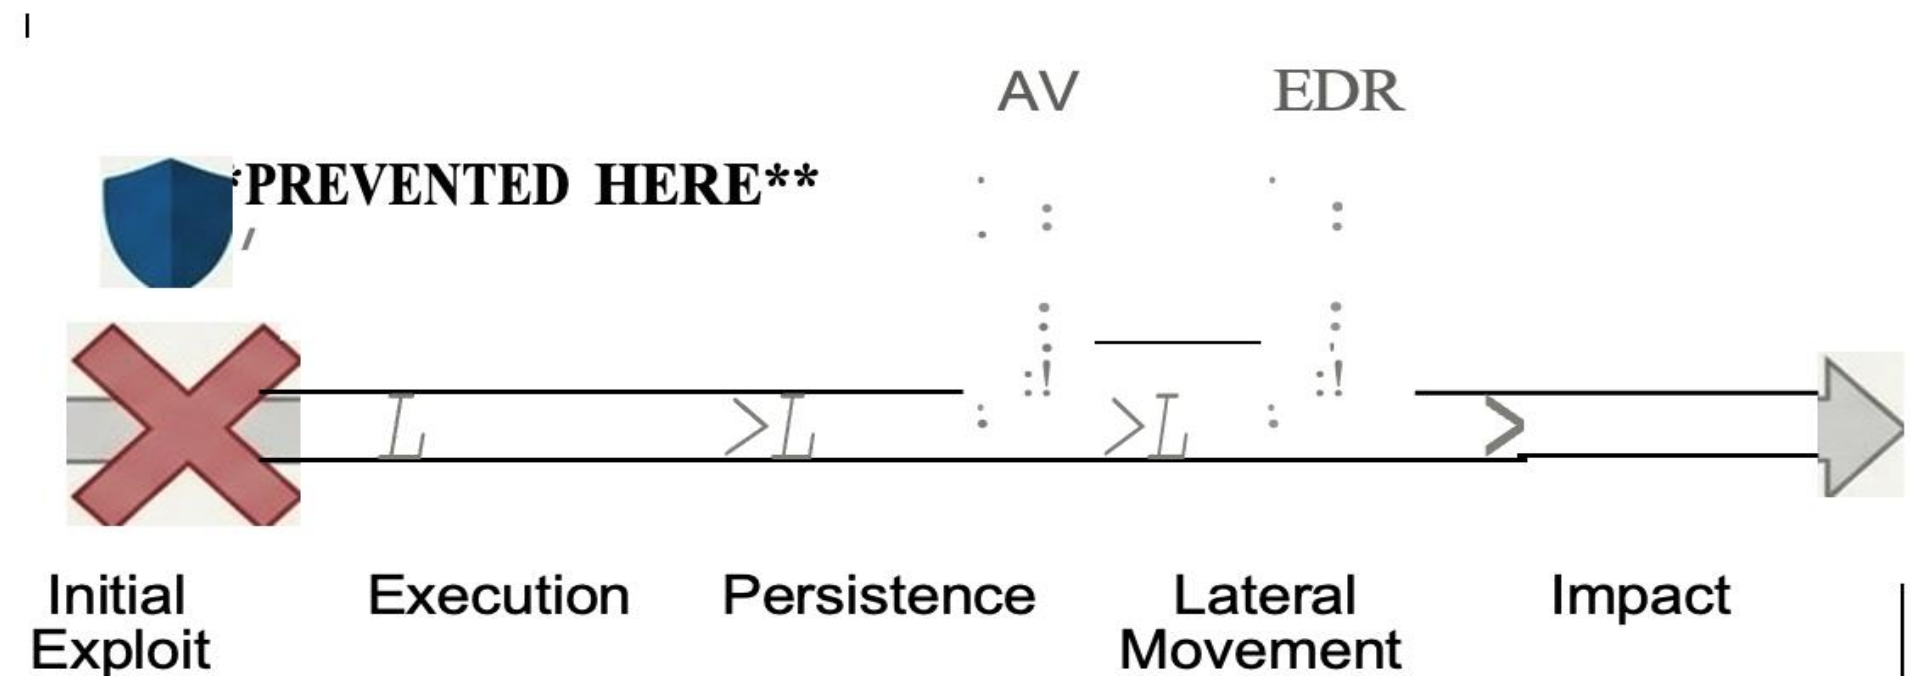 AV EDR
*PREVENTED HERE**
L >L >L >
Initial Exploit
Execution
Persistence
Lateral Movement
Impact